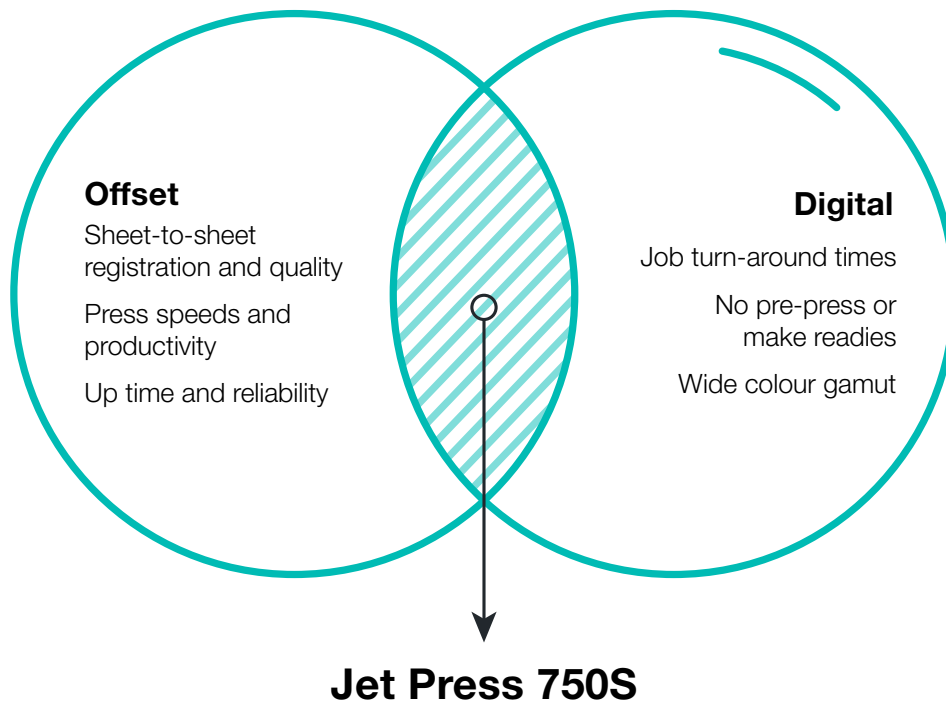 Offset
Sheet-to-sheet
registration and quality
Press speeds and
productivity
Up time and reliability
Digital
Job turn-around times
No pre-press or
make readies
Wide colour gamut
Jet Press 750S